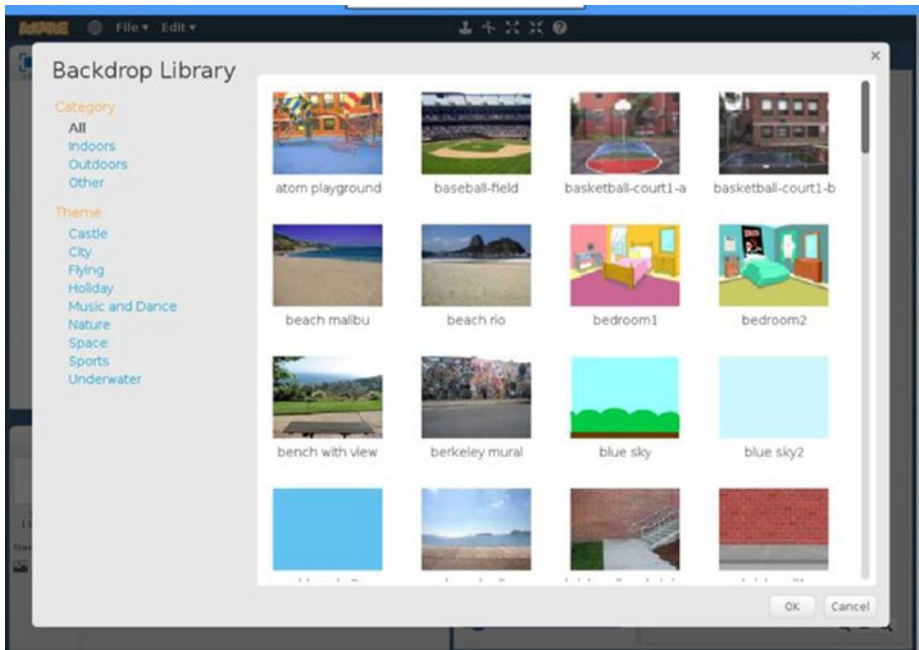 File▾ Edit▾
Backdrop Library
×
Category
All
Indoors
Outdoors
Other
Theme
Castle
City
Flying
Holiday
Music and Dance
Nature
Space
Sports
Underwater
atom playground baseball-field basketball-court1-a basketball-court1-b
beach malibu beach rio bedroom1 bedroom2
bench with view berkeley mural blue sky blue sky2
OK Cancel